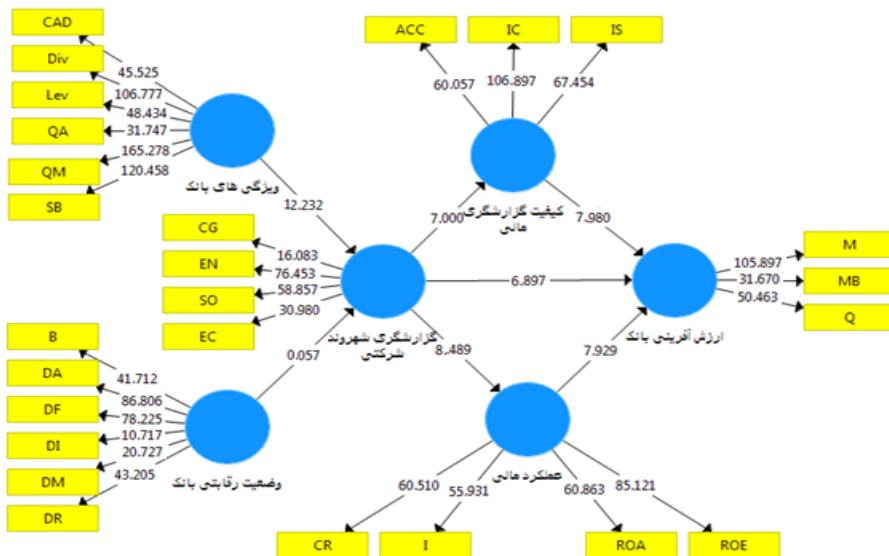 CAD
Div
Lev
QA
QM
SB
45.525
106.777
48.434
31.747
165.278
120.458
ویژگی های بانک
12.232
ACC
IC
IS
60.057
106.897
67.454
کیفیت گزارشگری
مالی
7.000
7.980
CG
EN
SO
EC
16.083
76.453
58.857
30.980
گزارشگری شهروند
شرکتی
6.897
M
MB
Q
105.897
31.670
50.463
ارزش آفرینی بانک
0.057
8.489
7.929
B
DA
DF
DI
DM
DR
41.712
86.806
78.225
10.717
20.727
43.205
وضعیت رقابتی بانک
عملکرد مالی
60.510
55.931
60.863
85.121
CR
I
ROA
ROE